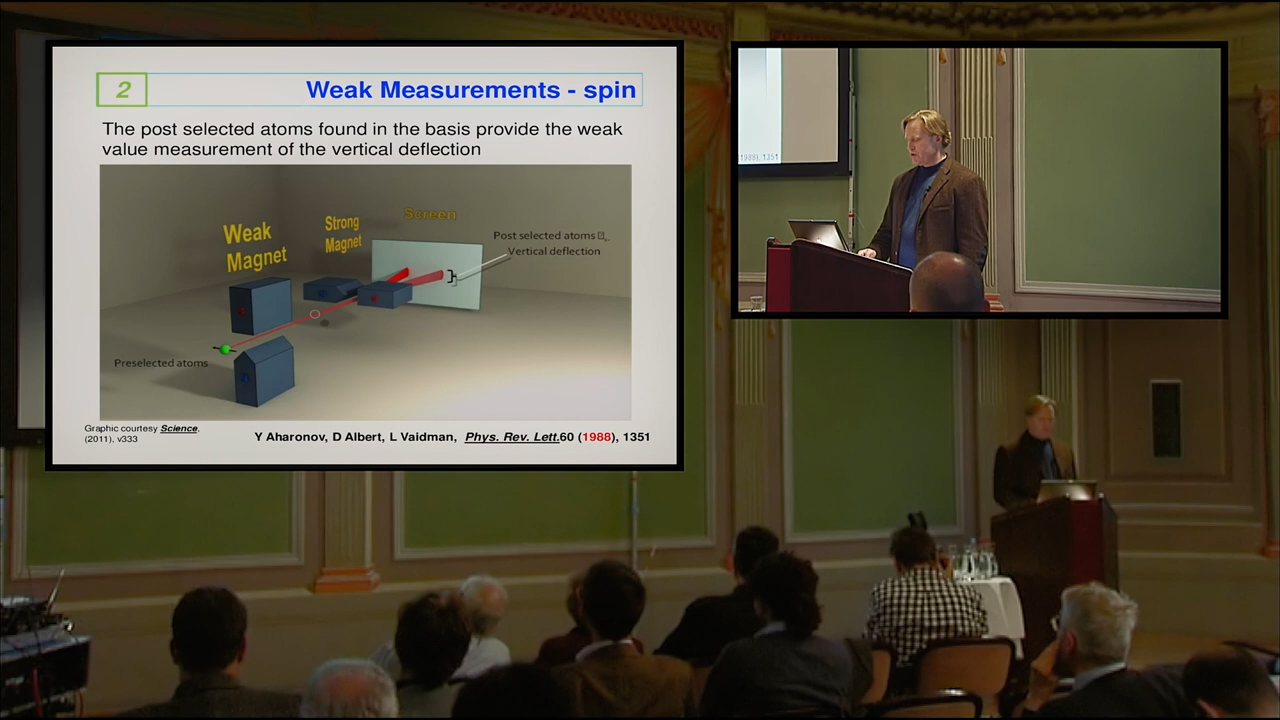 2
Weak Measurements - spin
The post selected atoms found in the basis provide the weak
value measurement of the vertical deflection
Weak
Magnet
Strong
Magnet
Screen
Post selected atoms
Vertical deflection
Preselected atoms
Graphic courtesy Science.
(2011), v333
Y Aharonov, D Albert, L Vaidman, Phys. Rev. Lett.60 (1988), 1351
1988), 1351